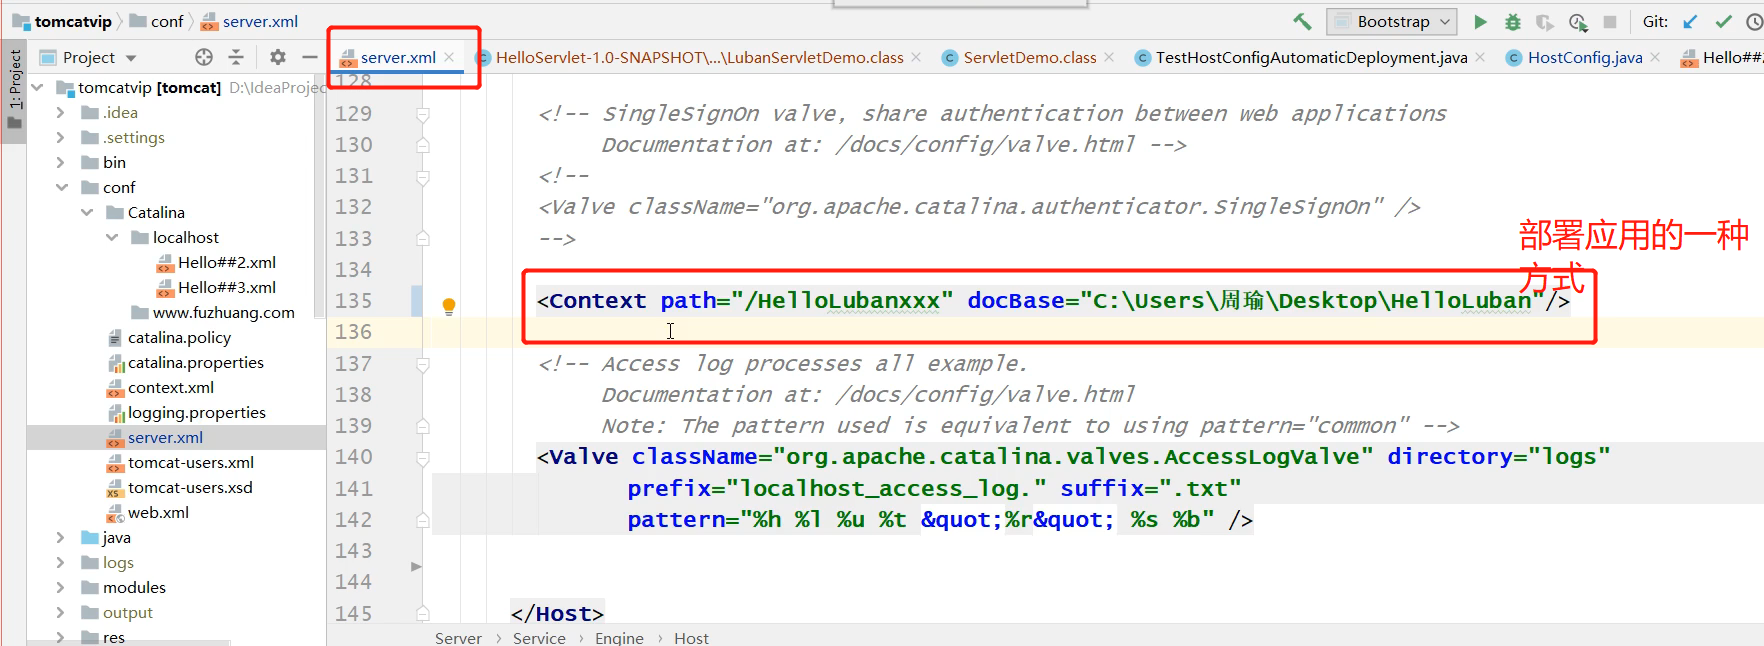 tomcatvip conf server.xml
Bootstrap Git:
Project
server.xml HelloServlet-1.0-SNAPSHOT\...\LubanServletDemo.class ServletDemo.class TestHostConfigAutomaticDeployment.java HostConfig.java Hello##2
1: Project
tomcatvip [tomcat] D:\IdeaProjec
.idea
.settings
bin
conf
Catalina
localhost
Hello##2.xml
Hello##3.xml
www.fuzhuang.com
catalina.policy
catalina.properties
context.xml
logging.properties
server.xml
tomcat-users.xml
tomcat-users.xsd
web.xml
java
logs
modules
output
res
128
129 <!-- SingleSignOn valve, share authentication between web applications
130 Documentation at: /docs/config/valve.html -->
131 <!--
132 <Valve className="org.apache.catalina.authenticator.SingleSignOn" />
133 -->
134
135 <Context path="/HelloLubanxxx" docBase="C:\Users\周瑜\Desktop\HelloLuban"/>
136
137 <!-- Access log processes all example.
138 Documentation at: /docs/config/valve.html
139 Note: The pattern used is equivalent to using pattern="common" -->
140 <Valve className="org.apache.catalina.valves.AccessLogValve" directory="logs"
141 prefix="localhost_access_log." suffix=".txt"
142 pattern="%h %l %u %t &quot;%r&quot; %s %b" />
143
144
145 </Host>
部署应用的一种
方式
Server › Service › Engine › Host